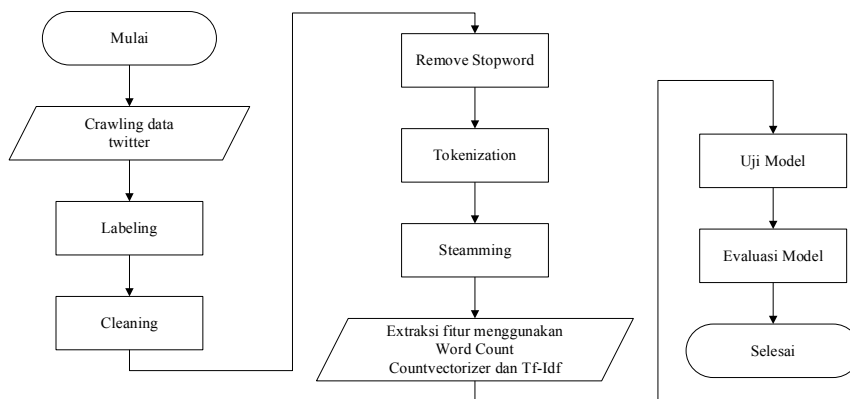 Mulai
Crawling data
twitter
Labeling
Cleaning
Remove Stopword
Tokenization
Steamming
Extraksi fitur menggunakan
Word Count
Countvectorizer dan Tf-Idf
Uji Model
Evaluasi Model
Selesai